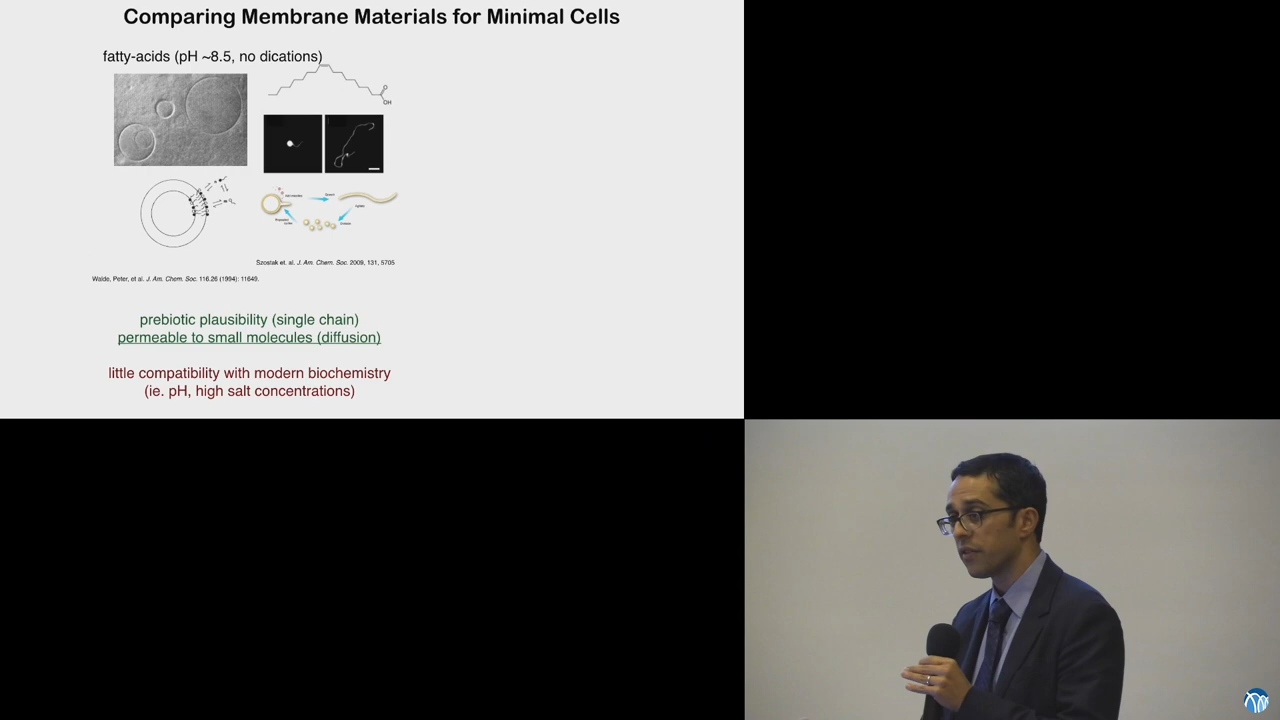 Comparing Membrane Materials for Minimal Cells
fatty-acids (pH ~8.5, no dications)
O
OH
Szostak et. al. J. Am. Chem. Soc. 2009, 131, 5705
Walde, Peter, et al. J. Am. Chem. Soc. 116.26 (1994): 11649.
prebiotic plausibility (single chain)
permeable to small molecules (diffusion)
little compatibility with modern biochemistry
(ie. pH, high salt concentrations)